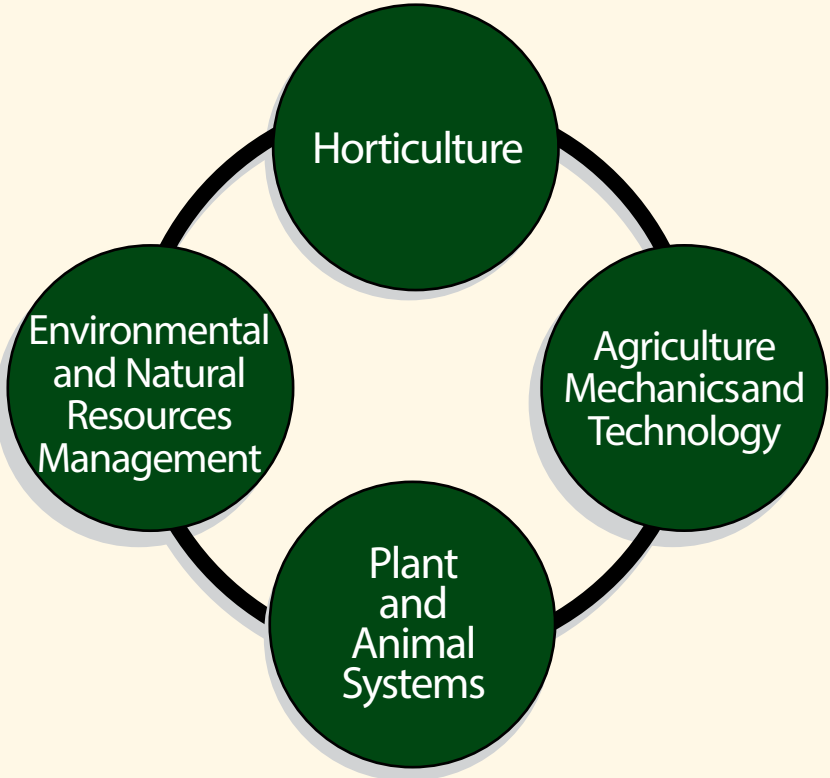 Horticulture
Environmental
and Natural
Resources
Management
Agriculture
Mechanicsand
Technology
Plant
and
Animal
Systems